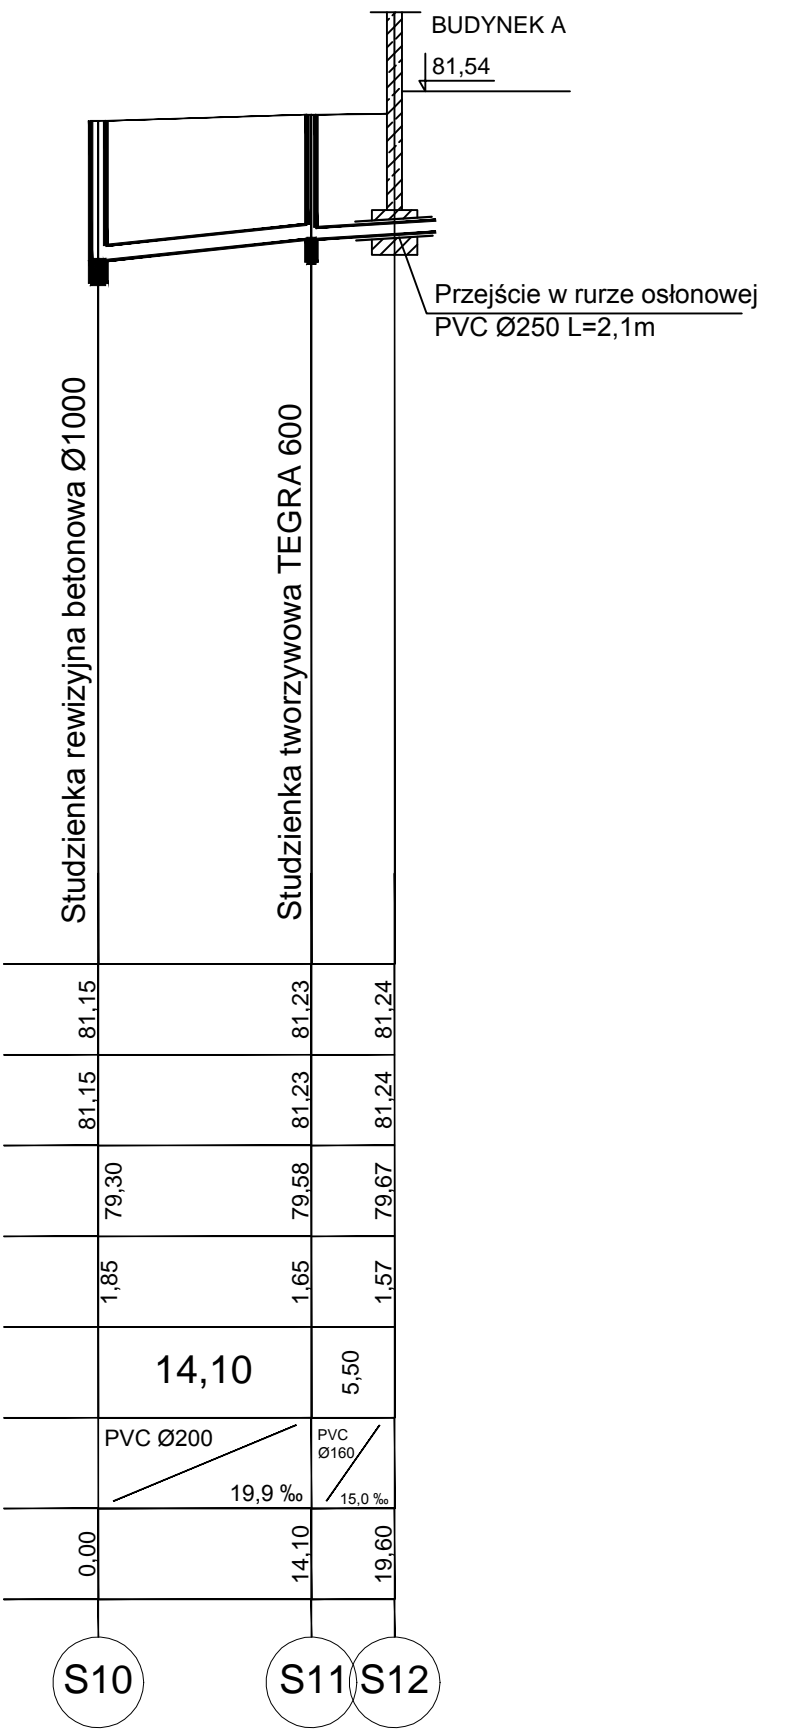 BUDYNEK A
81,54
Przejście w rurze osłonowej
PVC Ø250 L=2,1m
Studzienka rewizyjna betonowa Ø1000
Studzienka tworzywowa TEGRA 600
81,15
81,23
81,24
81,15
81,23
81,24
79,30
79,58
79,67
1,85
1,65
1,57
14,10
5,50
PVC Ø200
19,9 ‰
PVC
Ø160
15,0 ‰
0,00
14,10
19,60
S10
S11
S12